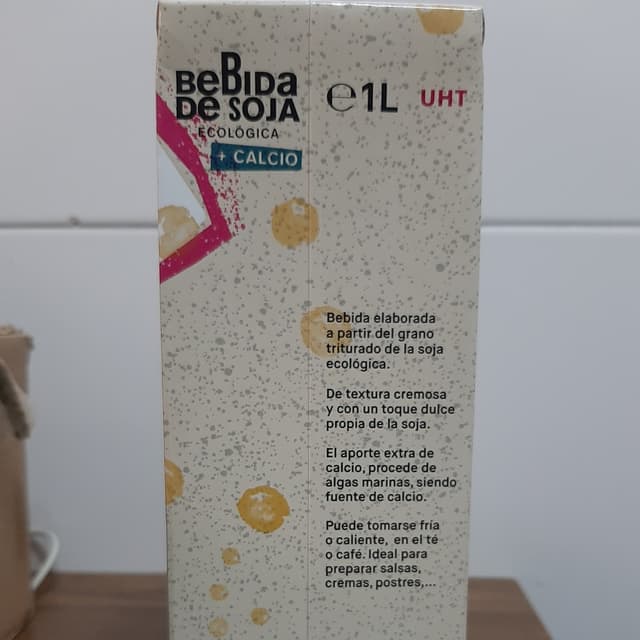 BeBiDa
De SOJA
ECOLÓGICA
+ CALCIO
℮1L UHT
Bebida elaborada
a partir del grano
triturado de la soja
ecológica.
De textura cremosa
y con un toque dulce
propia de la soja.
El aporte extra de
calcio, procede de
algas marinas, siendo
fuente de calcio.
Puede tomarse fría
o caliente, en el té
o café. Ideal para
preparar salsas,
cremas, postres,...